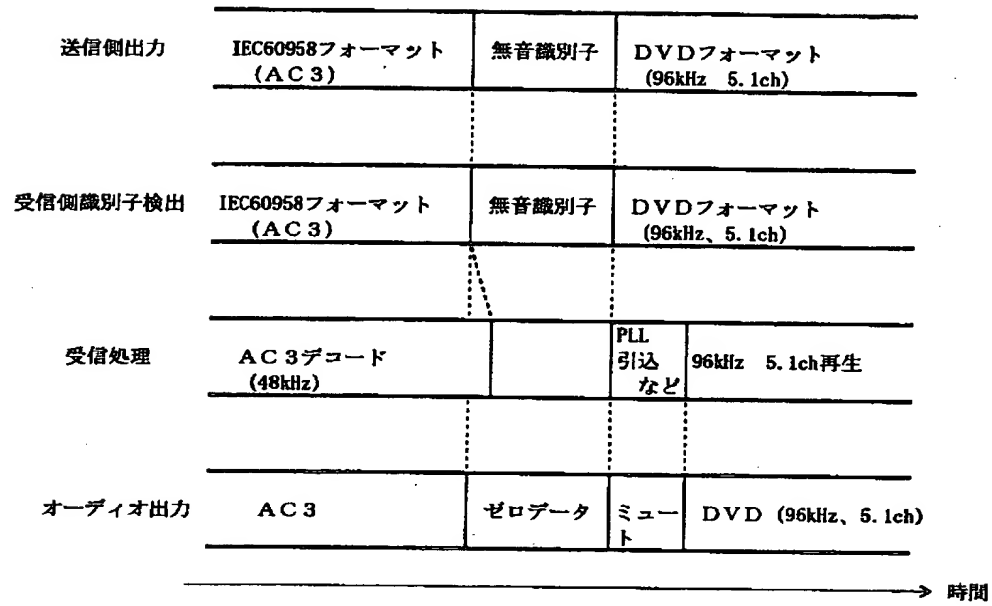 送信側出力
IEC60958フォーマット
(AC3)
無音識別子
DVDフォーマット
(96kHz 5.1ch)
受信側識別子検出
IEC60958フォーマット
(AC3)
無音識別子
DVDフォーマット
(96kHz、5.1ch)
受信処理
AC3デコード
(48kHz)
PLL
引込
など
96kHz 5.1ch再生
オーディオ出力
AC3
ゼロデータ
ミュー
ト
DVD (96kHz、5.1ch)
時間